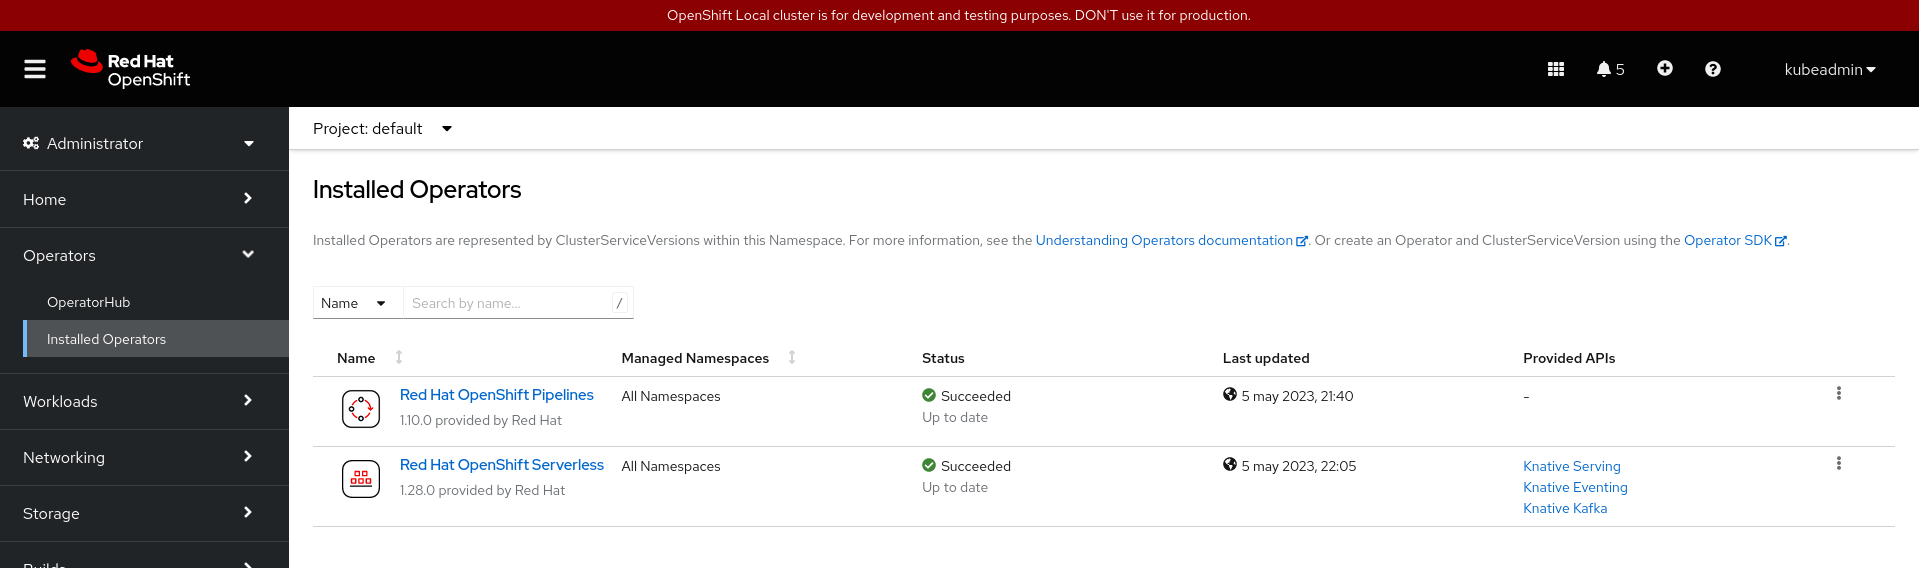 OpenShift Local cluster is for development and testing purposes. DON'T use it for production.
Red Hat
OpenShift
5
kubeadmin
Administrator
Home
Operators
OperatorHub
Installed Operators
Workloads
Networking
Storage
Builds
Project: default
Installed Operators
Installed Operators are represented by ClusterServiceVersions within this Namespace. For more information, see the Understanding Operators documentation. Or create an Operator and ClusterServiceVersion using the Operator SDK.
Name Search by name... /
Name Managed Namespaces Status Last updated Provided APIs
Red Hat OpenShift Pipelines All Namespaces Succeeded 5 may 2023, 21:40 -
1.10.0 provided by Red Hat Up to date
Red Hat OpenShift Serverless All Namespaces Succeeded 5 may 2023, 22:05 Knative Serving
1.28.0 provided by Red Hat Up to date Knative Eventing
Knative Kafka